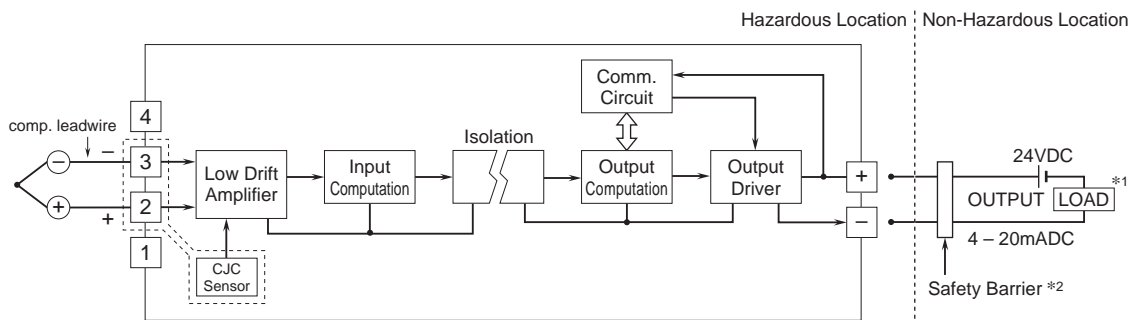 Hazardous Location
Non-Hazardous Location
Comm.
Circuit
4
comp. leadwire
Isolation
−
3
−
Low Drift
Amplifier
Input
Computation
Output
Computation
Output
Driver
+
24VDC
+
2
+
OUTPUT
LOAD
*1
−
1
4 – 20mADC
CJC
Sensor
Safety Barrier *2